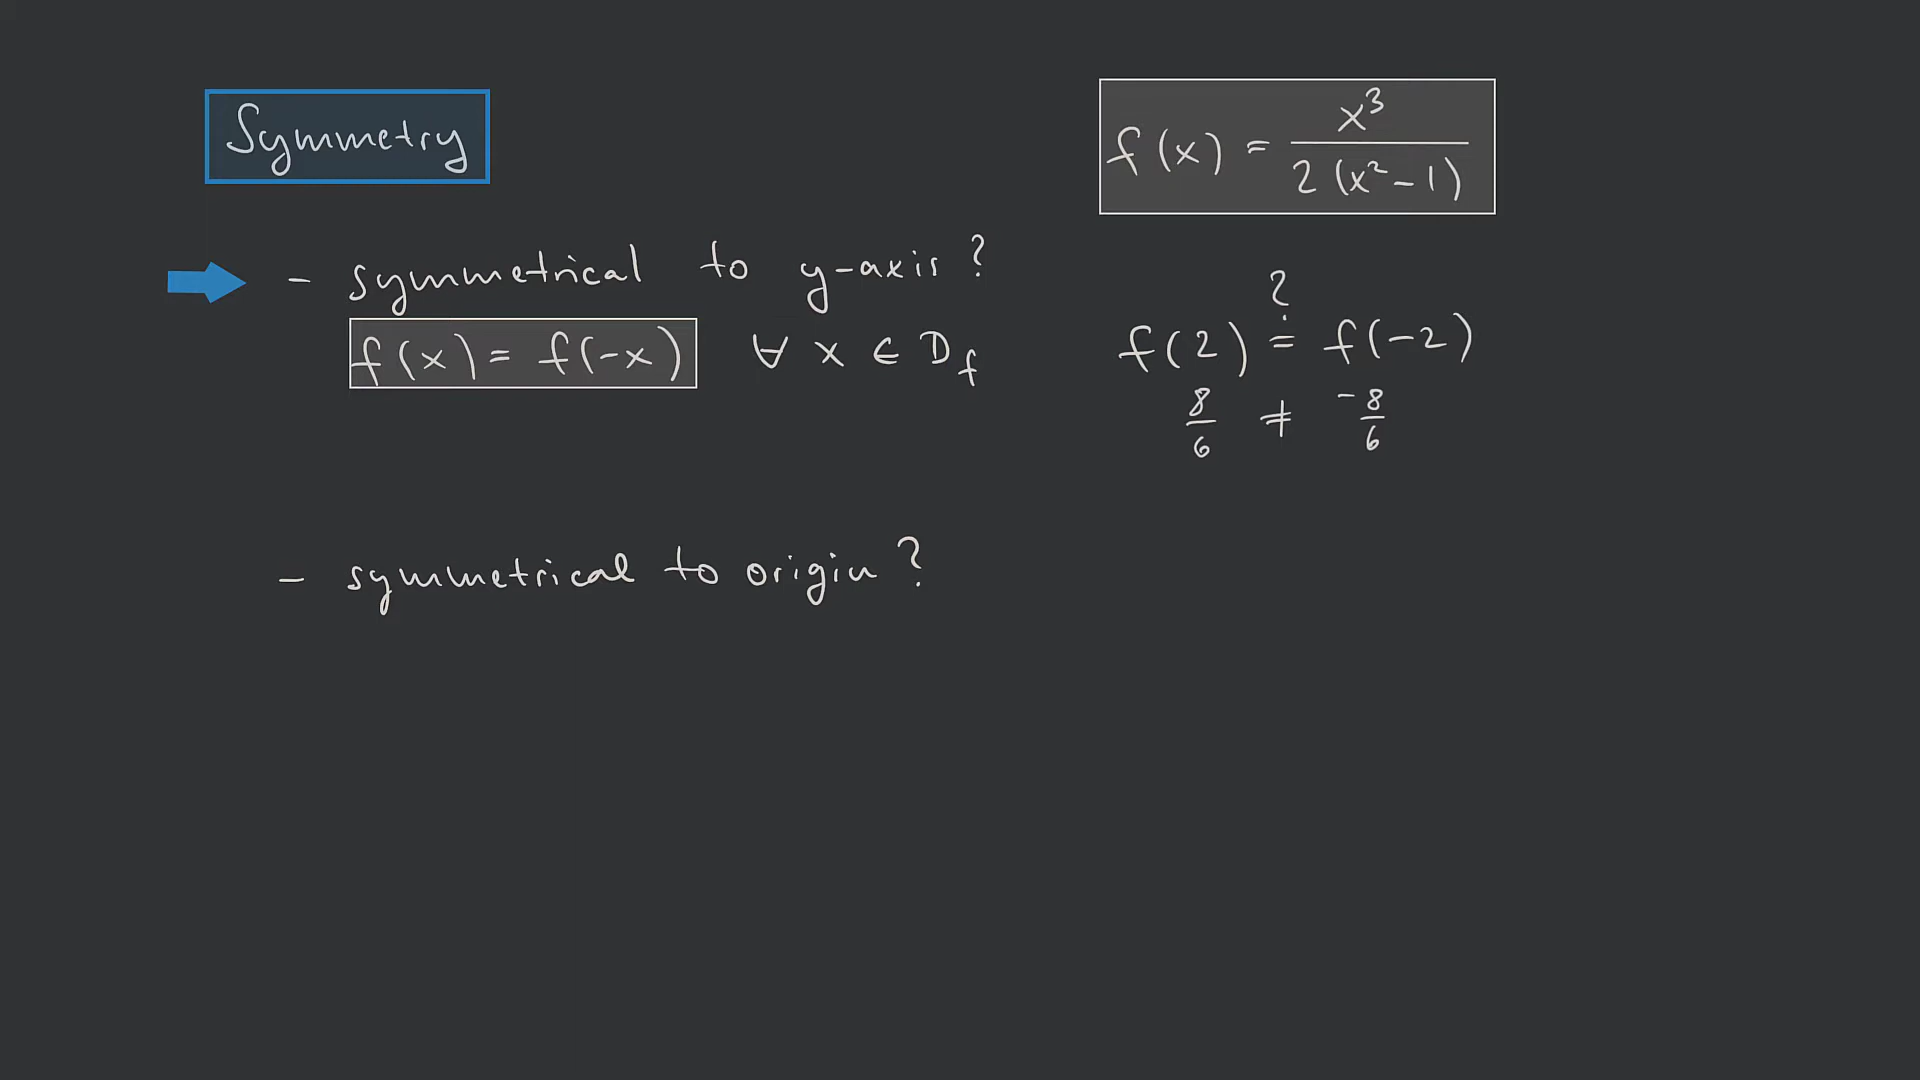 Symmetry
f(x) = x³ / 2(x²-1)
- symmetrical to y-axis?
f(x) = f(-x) ∀ x ∈ D_f
f(2) ≟ f(-2)
8/6 ≠ -8/6
- symmetrical to origin?